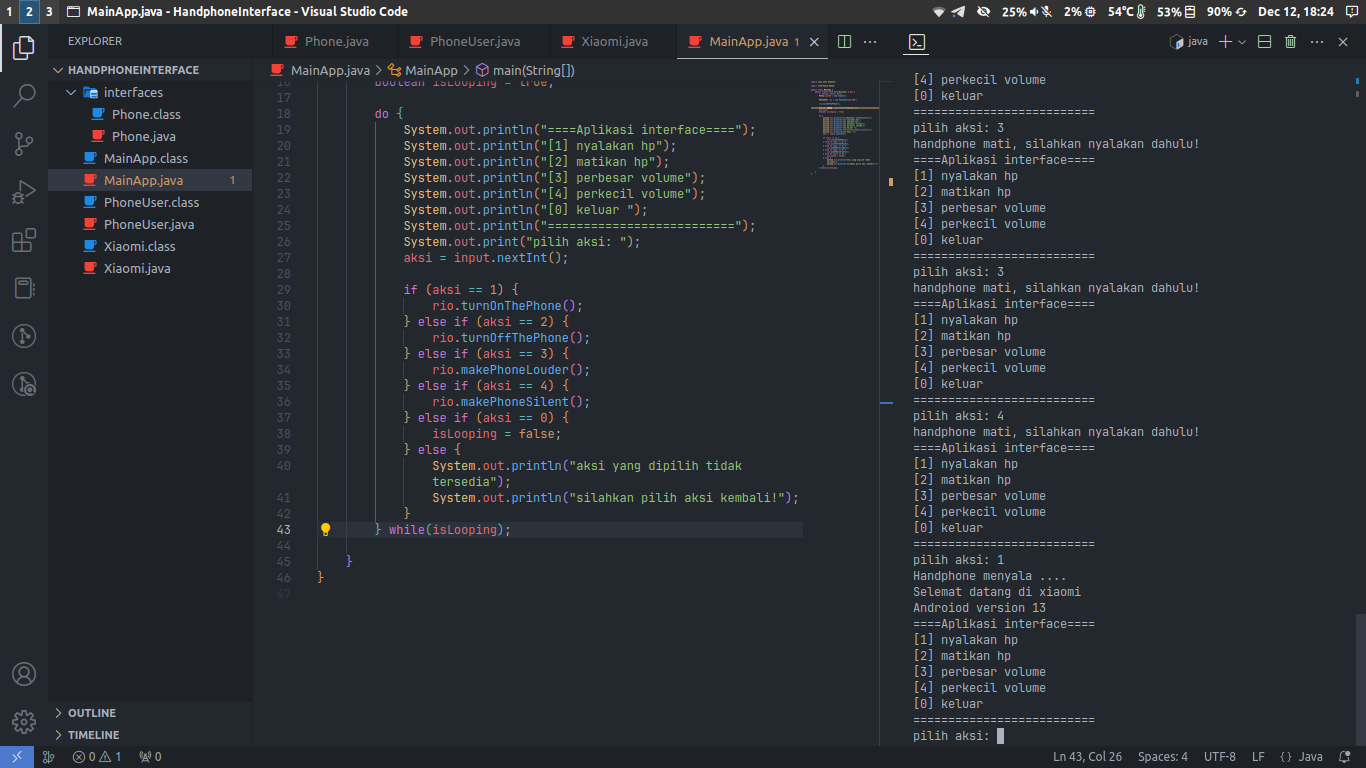 1 2 3 MainApp.java - HandphoneInterface - Visual Studio Code 25% 2% 54°C 53% 90% Dec 12, 18:24
EXPLORER
HANDPHONEINTERFACE
interfaces
Phone.class
Phone.java
MainApp.class
MainApp.java 1
PhoneUser.class
PhoneUser.java
Xiaomi.class
Xiaomi.java
OUTLINE
TIMELINE
Phone.java PhoneUser.java Xiaomi.java MainApp.java 1
MainApp.java > MainApp > main(String[])
16 boolean isLooping = true;
17
18 do {
19 System.out.println("====Aplikasi interface====");
20 System.out.println("[1] nyalakan hp");
21 System.out.println("[2] matikan hp");
22 System.out.println("[3] perbesar volume");
23 System.out.println("[4] perkecil volume");
24 System.out.println("[0] keluar ");
25 System.out.println("==========================");
26 System.out.print("pilih aksi: ");
27 aksi = input.nextInt();
28
29 if (aksi == 1) {
30 rio.turnOnThePhone();
31 } else if (aksi == 2) {
32 rio.turnOffThePhone();
33 } else if (aksi == 3) {
34 rio.makePhoneLouder();
35 } else if (aksi == 4) {
36 rio.makePhoneSilent();
37 } else if (aksi == 0) {
38 isLooping = false;
39 } else {
40 System.out.println("aksi yang dipilih tidak
tersedia");
41 System.out.println("silahkan pilih aksi kembali!");
42 }
43 } while(isLooping);
44
45 }
46 }
47
java
[4] perkecil volume
[0] keluar
==========================
pilih aksi: 3
handphone mati, silahkan nyalakan dahulu!
====Aplikasi interface====
[1] nyalakan hp
[2] matikan hp
[3] perbesar volume
[4] perkecil volume
[0] keluar
==========================
pilih aksi: 3
handphone mati, silahkan nyalakan dahulu!
====Aplikasi interface====
[1] nyalakan hp
[2] matikan hp
[3] perbesar volume
[4] perkecil volume
[0] keluar
==========================
pilih aksi: 4
handphone mati, silahkan nyalakan dahulu!
====Aplikasi interface====
[1] nyalakan hp
[2] matikan hp
[3] perbesar volume
[4] perkecil volume
[0] keluar
==========================
pilih aksi: 1
Handphone menyala ....
Selemat datang di xiaomi
Androiod version 13
====Aplikasi interface====
[1] nyalakan hp
[2] matikan hp
[3] perbesar volume
[4] perkecil volume
[0] keluar
==========================
pilih aksi:
0 1 0 Ln 43, Col 26 Spaces: 4 UTF-8 LF {} Java